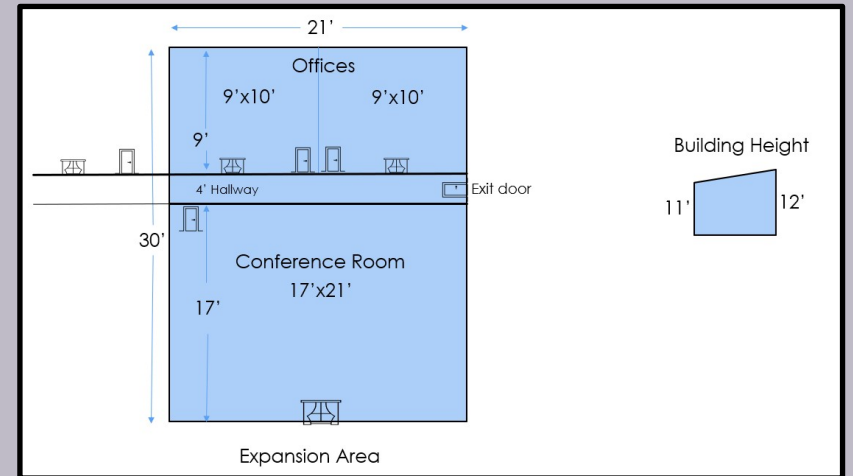 21'
Offices
9'x10' 9'x10'
9'
4' Hallway Exit door
30'
Conference Room
17'x21'
17'
Expansion Area
Building Height
11' 12'